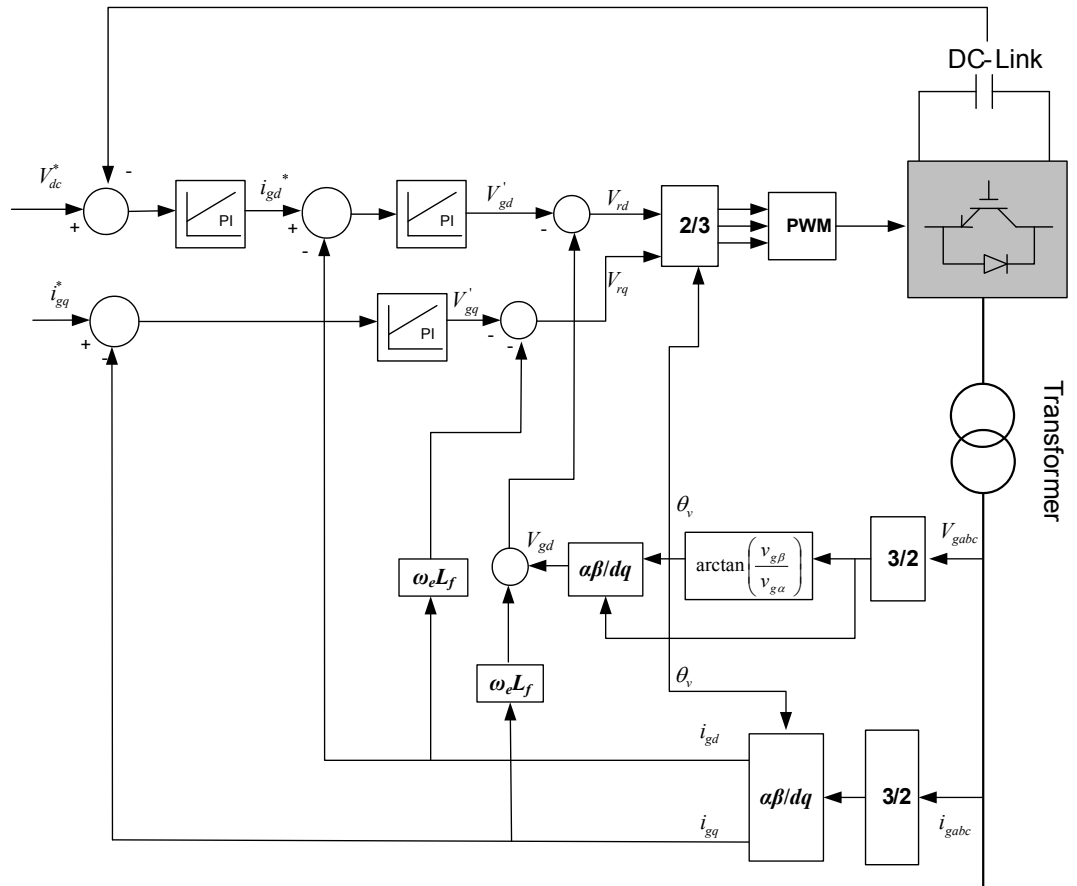 DC-Link
V*dc
-
+
PI
igd*
+
-
PI
V'gd
-
Vrd
2/3
PWM
i*gq
+
-
PI
V'gq
-
-
Vrq
Transformer
θv
Vgd
ωeLf
αβ/dq
arctan(vgβ/vgα)
3/2
Vgabc
ωeLf
θv
igd
αβ/dq
3/2
igq
igabc